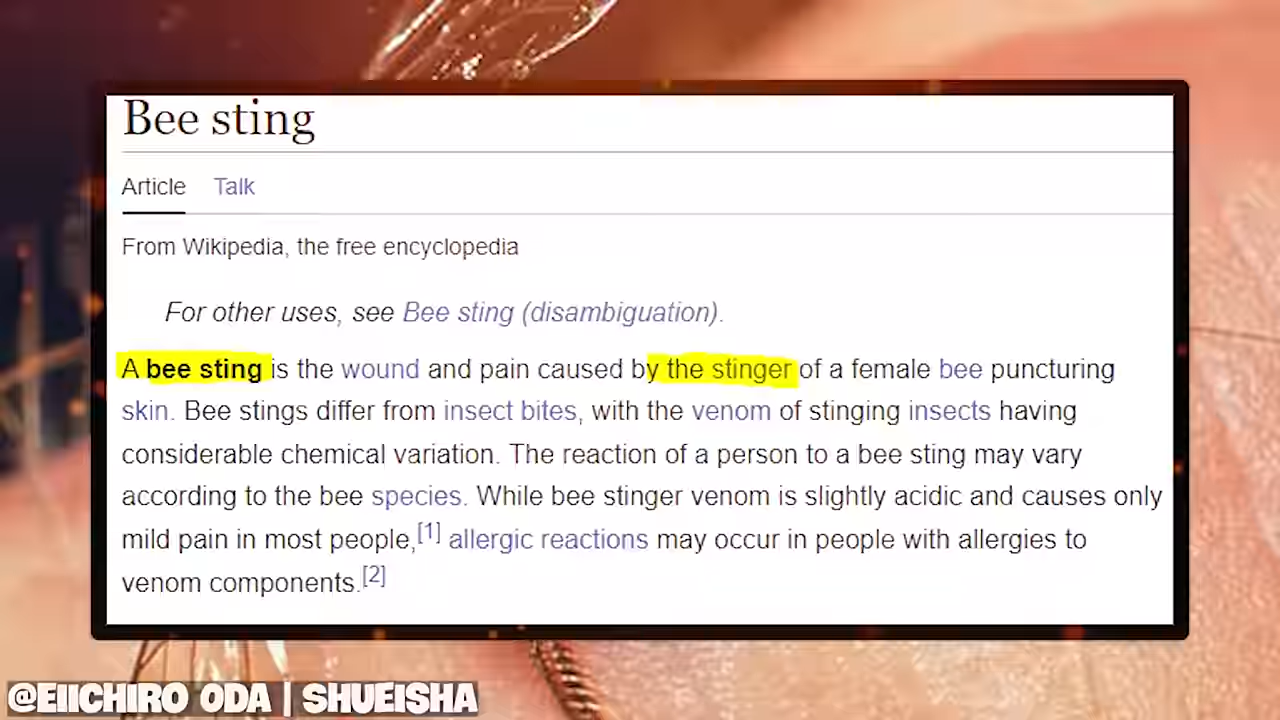 Bee sting
Article Talk
From Wikipedia, the free encyclopedia
For other uses, see Bee sting (disambiguation).
A bee sting is the wound and pain caused by the stinger of a female bee puncturing
skin. Bee stings differ from insect bites, with the venom of stinging insects having
considerable chemical variation. The reaction of a person to a bee sting may vary
according to the bee species. While bee stinger venom is slightly acidic and causes only
mild pain in most people,[1] allergic reactions may occur in people with allergies to
venom components.[2]
@EIICHIRO ODA | SHUEISHA